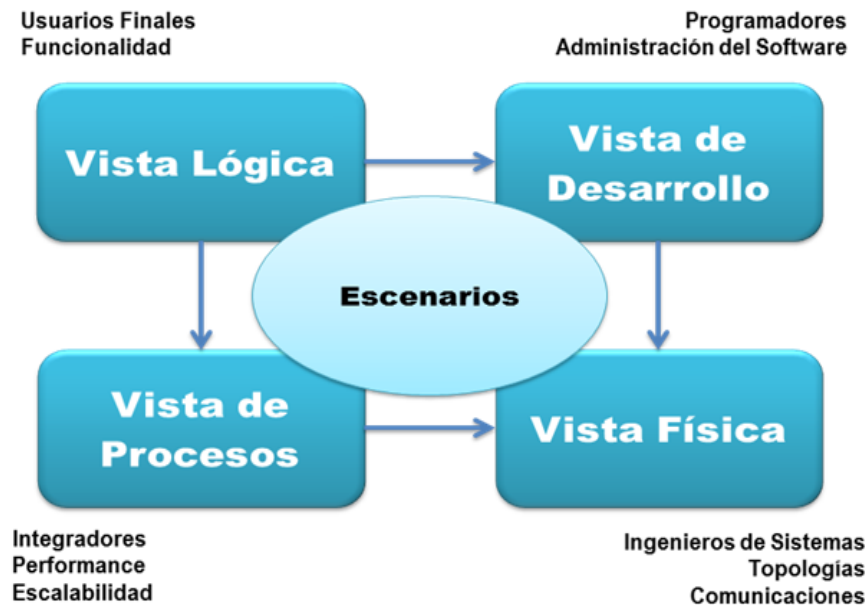 Usuarios Finales
Funcionalidad
Programadores
Administración del Software
Vista Lógica
Vista de
Desarrollo
Escenarios
Vista de
Procesos
Vista Física
Integradores
Performance
Escalabilidad
Ingenieros de Sistemas
Topologías
Comunicaciones